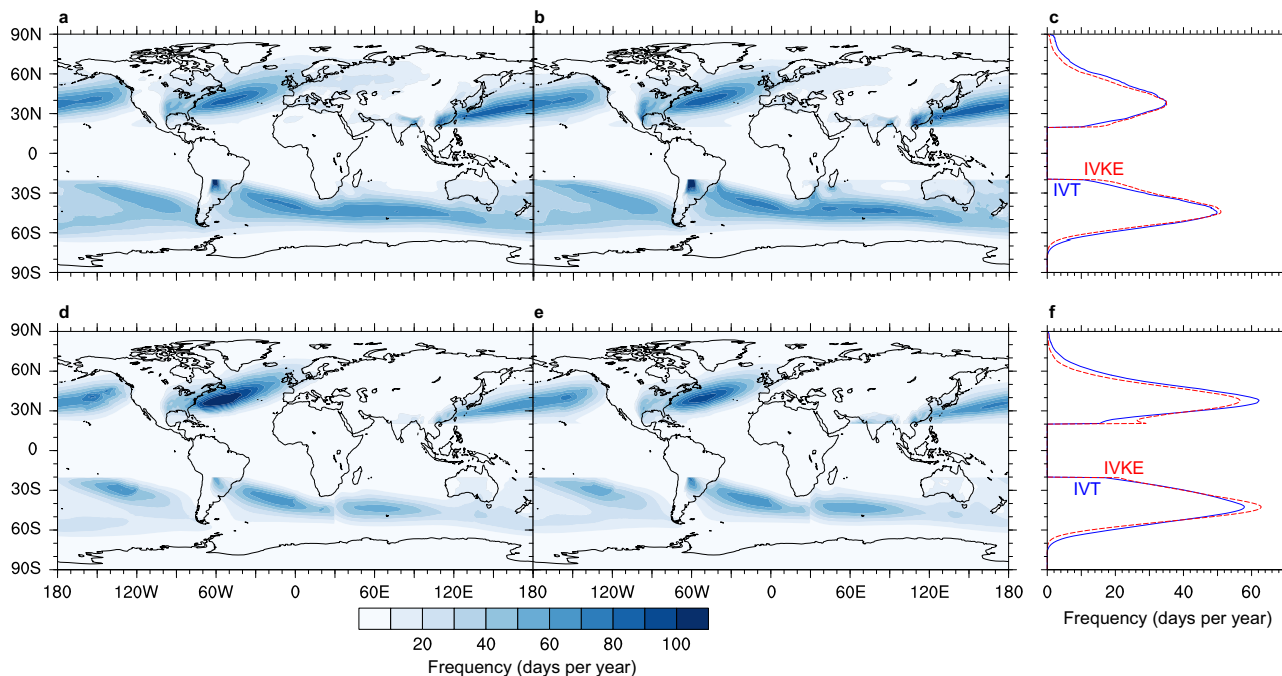 a
b
c
90N
60N
30N
0
30S
60S
90S
IVKE
IVT
d
e
f
90N
60N
30N
0
30S
60S
90S
IVKE
IVT
180 120W 60W 0 60E 120E 180 120W 60W 0 60E 120E 180
0 20 40 60
Frequency (days per year)
20 40 60 80 100
Frequency (days per year)